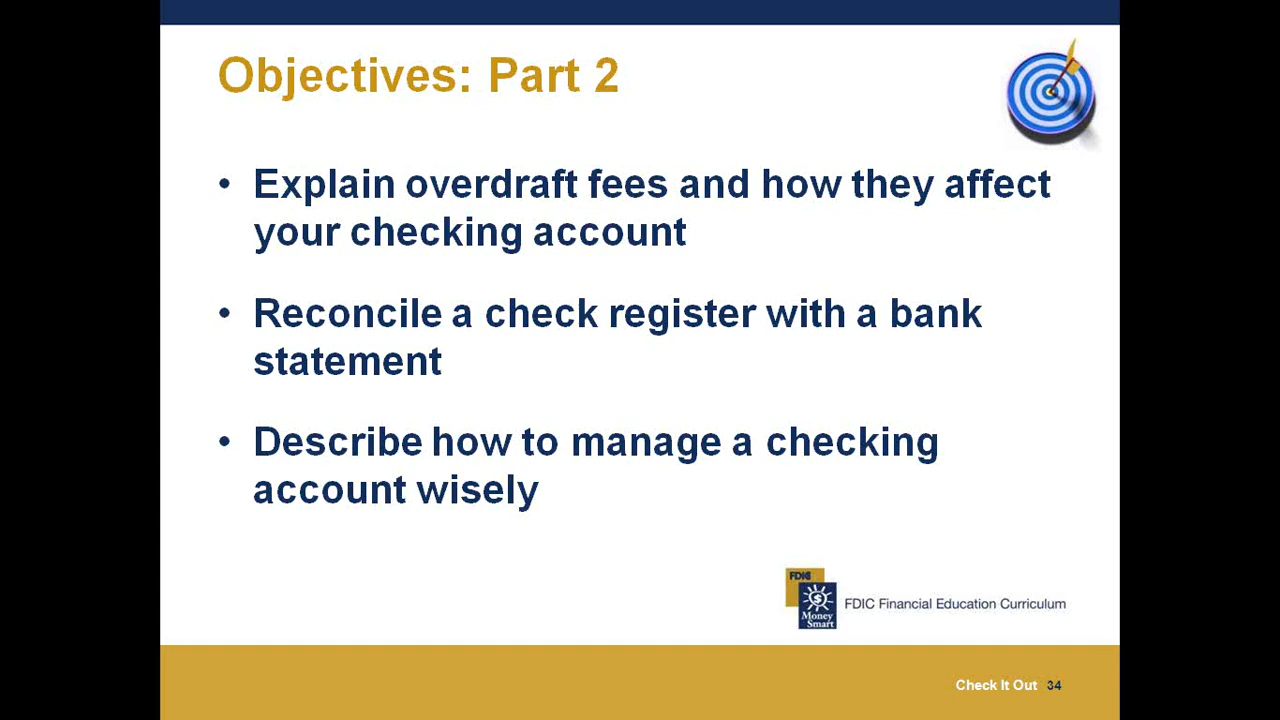 Objectives: Part 2
• Explain overdraft fees and how they affect
your checking account
• Reconcile a check register with a bank
statement
• Describe how to manage a checking
account wisely
FDIC
Money
Smart
FDIC Financial Education Curriculum
Check It Out 34